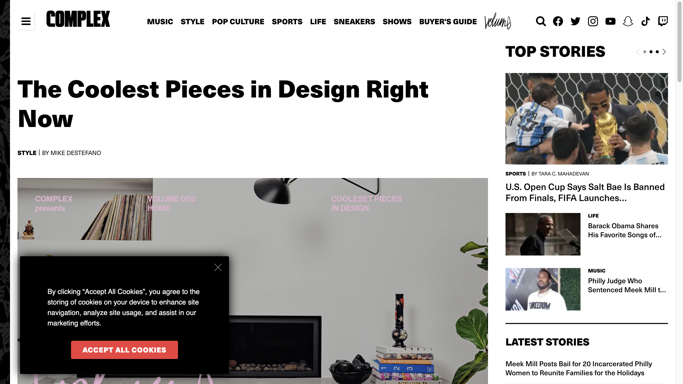 COMPLEX
MUSIC STYLE POP CULTURE SPORTS LIFE SNEAKERS SHOWS BUYER'S GUIDE volume
TOP STORIES
The Coolest Pieces in Design Right
Now
STYLE | BY MIKE DESTEFANO
COMPLEX
presents
VOLUME 002
HOME
COOLEST PIECES
IN DESIGN
By clicking "Accept All Cookies", you agree to the
storing of cookies on your device to enhance site
navigation, analyze site usage, and assist in our
marketing efforts.
ACCEPT ALL COOKIES
SPORTS | BY TARA C. MAHADEVAN
U.S. Open Cup Says Salt Bae Is Banned
From Finals, FIFA Launches...
LIFE
Barack Obama Shares
His Favorite Songs of...
MUSIC
Philly Judge Who
Sentenced Meek Mill t...
LATEST STORIES
Meek Mill Posts Bail for 20 Incarcerated Philly
Women to Reunite Families for the Holidays